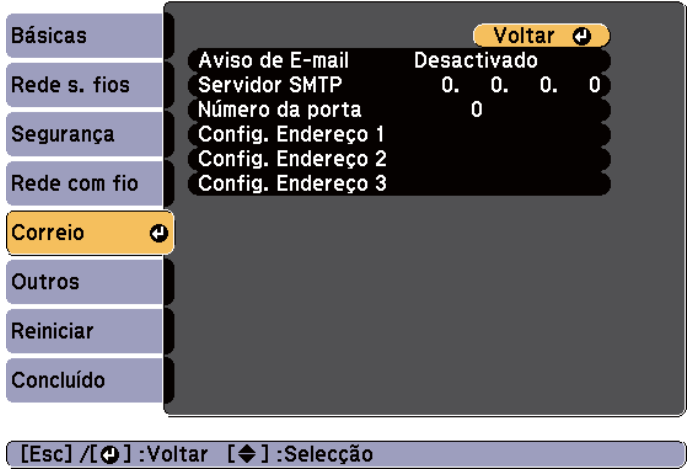 Básicas
Rede s. fios
Segurança
Rede com fio
Correio
Outros
Reiniciar
Concluído
Voltar
Aviso de E-mail Desactivado
Servidor SMTP 0. 0. 0. 0
Número da porta 0
Config. Endereço 1
Config. Endereço 2
Config. Endereço 3
[Esc] /[⏎] :Voltar [◆] :Selecção